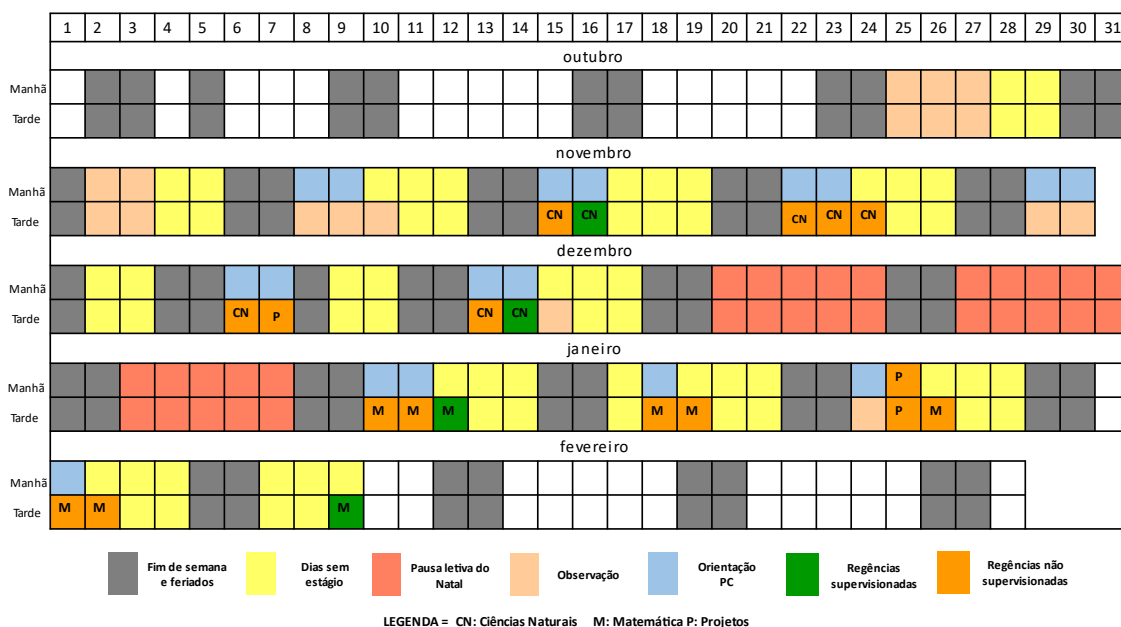 1 2 3 4 5 6 7 8 9 10 11 12 13 14 15 16 17 18 19 20 21 22 23 24 25 26 27 28 29 30 31
outubro
Manhã
Tarde
novembro
Manhã
Tarde CN CN CN CN CN
dezembro
Manhã
Tarde CN P CN CN
janeiro
Manhã P
Tarde M M M M M P M
fevereiro
Manhã
Tarde M M M
Fim de semana e feriados
Dias sem estágio
Pausa letiva do Natal
Observação
Orientação PC
Regências supervisionadas
Regências não supervisionadas
LEGENDA = CN: Ciências Naturais M: Matemática P: Projetos